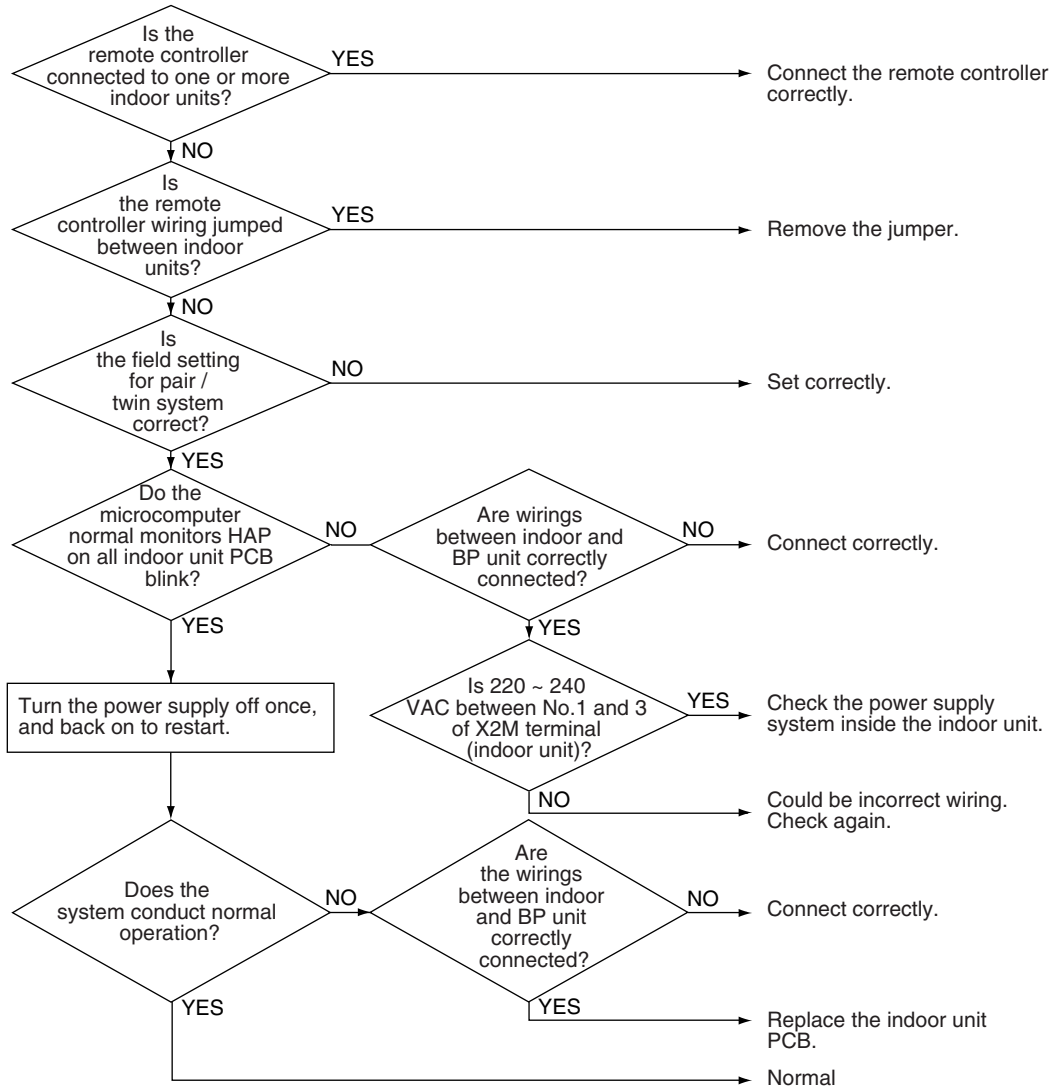 Is the
remote controller
connected to one or more
indoor units?
YES
Connect the remote controller
correctly.
NO
Is
the remote
controller wiring jumped
between indoor
units?
YES
Remove the jumper.
NO
Is
the field setting
for pair /
twin system
correct?
NO
Set correctly.
YES
Do the
microcomputer
normal monitors HAP
on all indoor unit PCB
blink?
NO
Are wirings
between indoor and
BP unit correctly
connected?
NO
Connect correctly.
YES
YES
Turn the power supply off once,
and back on to restart.
Is 220 ~ 240
VAC between No.1 and 3
of X2M terminal
(indoor unit)?
YES
Check the power supply
system inside the indoor unit.
NO
Could be incorrect wiring.
Check again.
Does the
system conduct normal
operation?
NO
Are
the wirings
between indoor
and BP unit
correctly
connected?
NO
Connect correctly.
YES
YES
Replace the indoor unit
PCB.
Normal